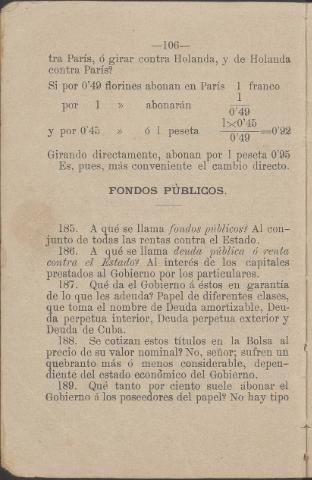 —106—
tra París, ó girar contra Holanda, y de Holanda
contra París?
Si por 0'49 florines abonan en París 1 franco
por 1 » abonarán 1/0'49
y por 0'45 » ó 1 peseta 1×0'45/0'49=0'92
Girando directamente, abonan por 1 peseta 0'95
Es, pues, más conveniente el cambio directo.
FONDOS PÚBLICOS.
185. A qué se llama fondos públicos? Al con-
junto de todas las rentas contra el Estado.
186. A qué se llama deuda pública ó renta
contra el Estado? Al interés de los capitales
prestados al Gobierno por los particulares.
187. Qué da el Gobierno á éstos en garantía
de lo que les adeuda? Papel de diferentes clases,
que toma el nombre de Deuda amortizable, Deu-
da perpetua interior, Deuda perpetua exterior y
Deuda de Cuba.
188. Se cotizan estos títulos en la Bolsa al
precio de su valor nominal? No, señor; sufren un
quebranto más ó menos considerable, depen-
diente del estado económico del Gobierno.
189. Qué tanto por ciento suele abonar el
Gobierno á los poseedores del papel? No hay tipo